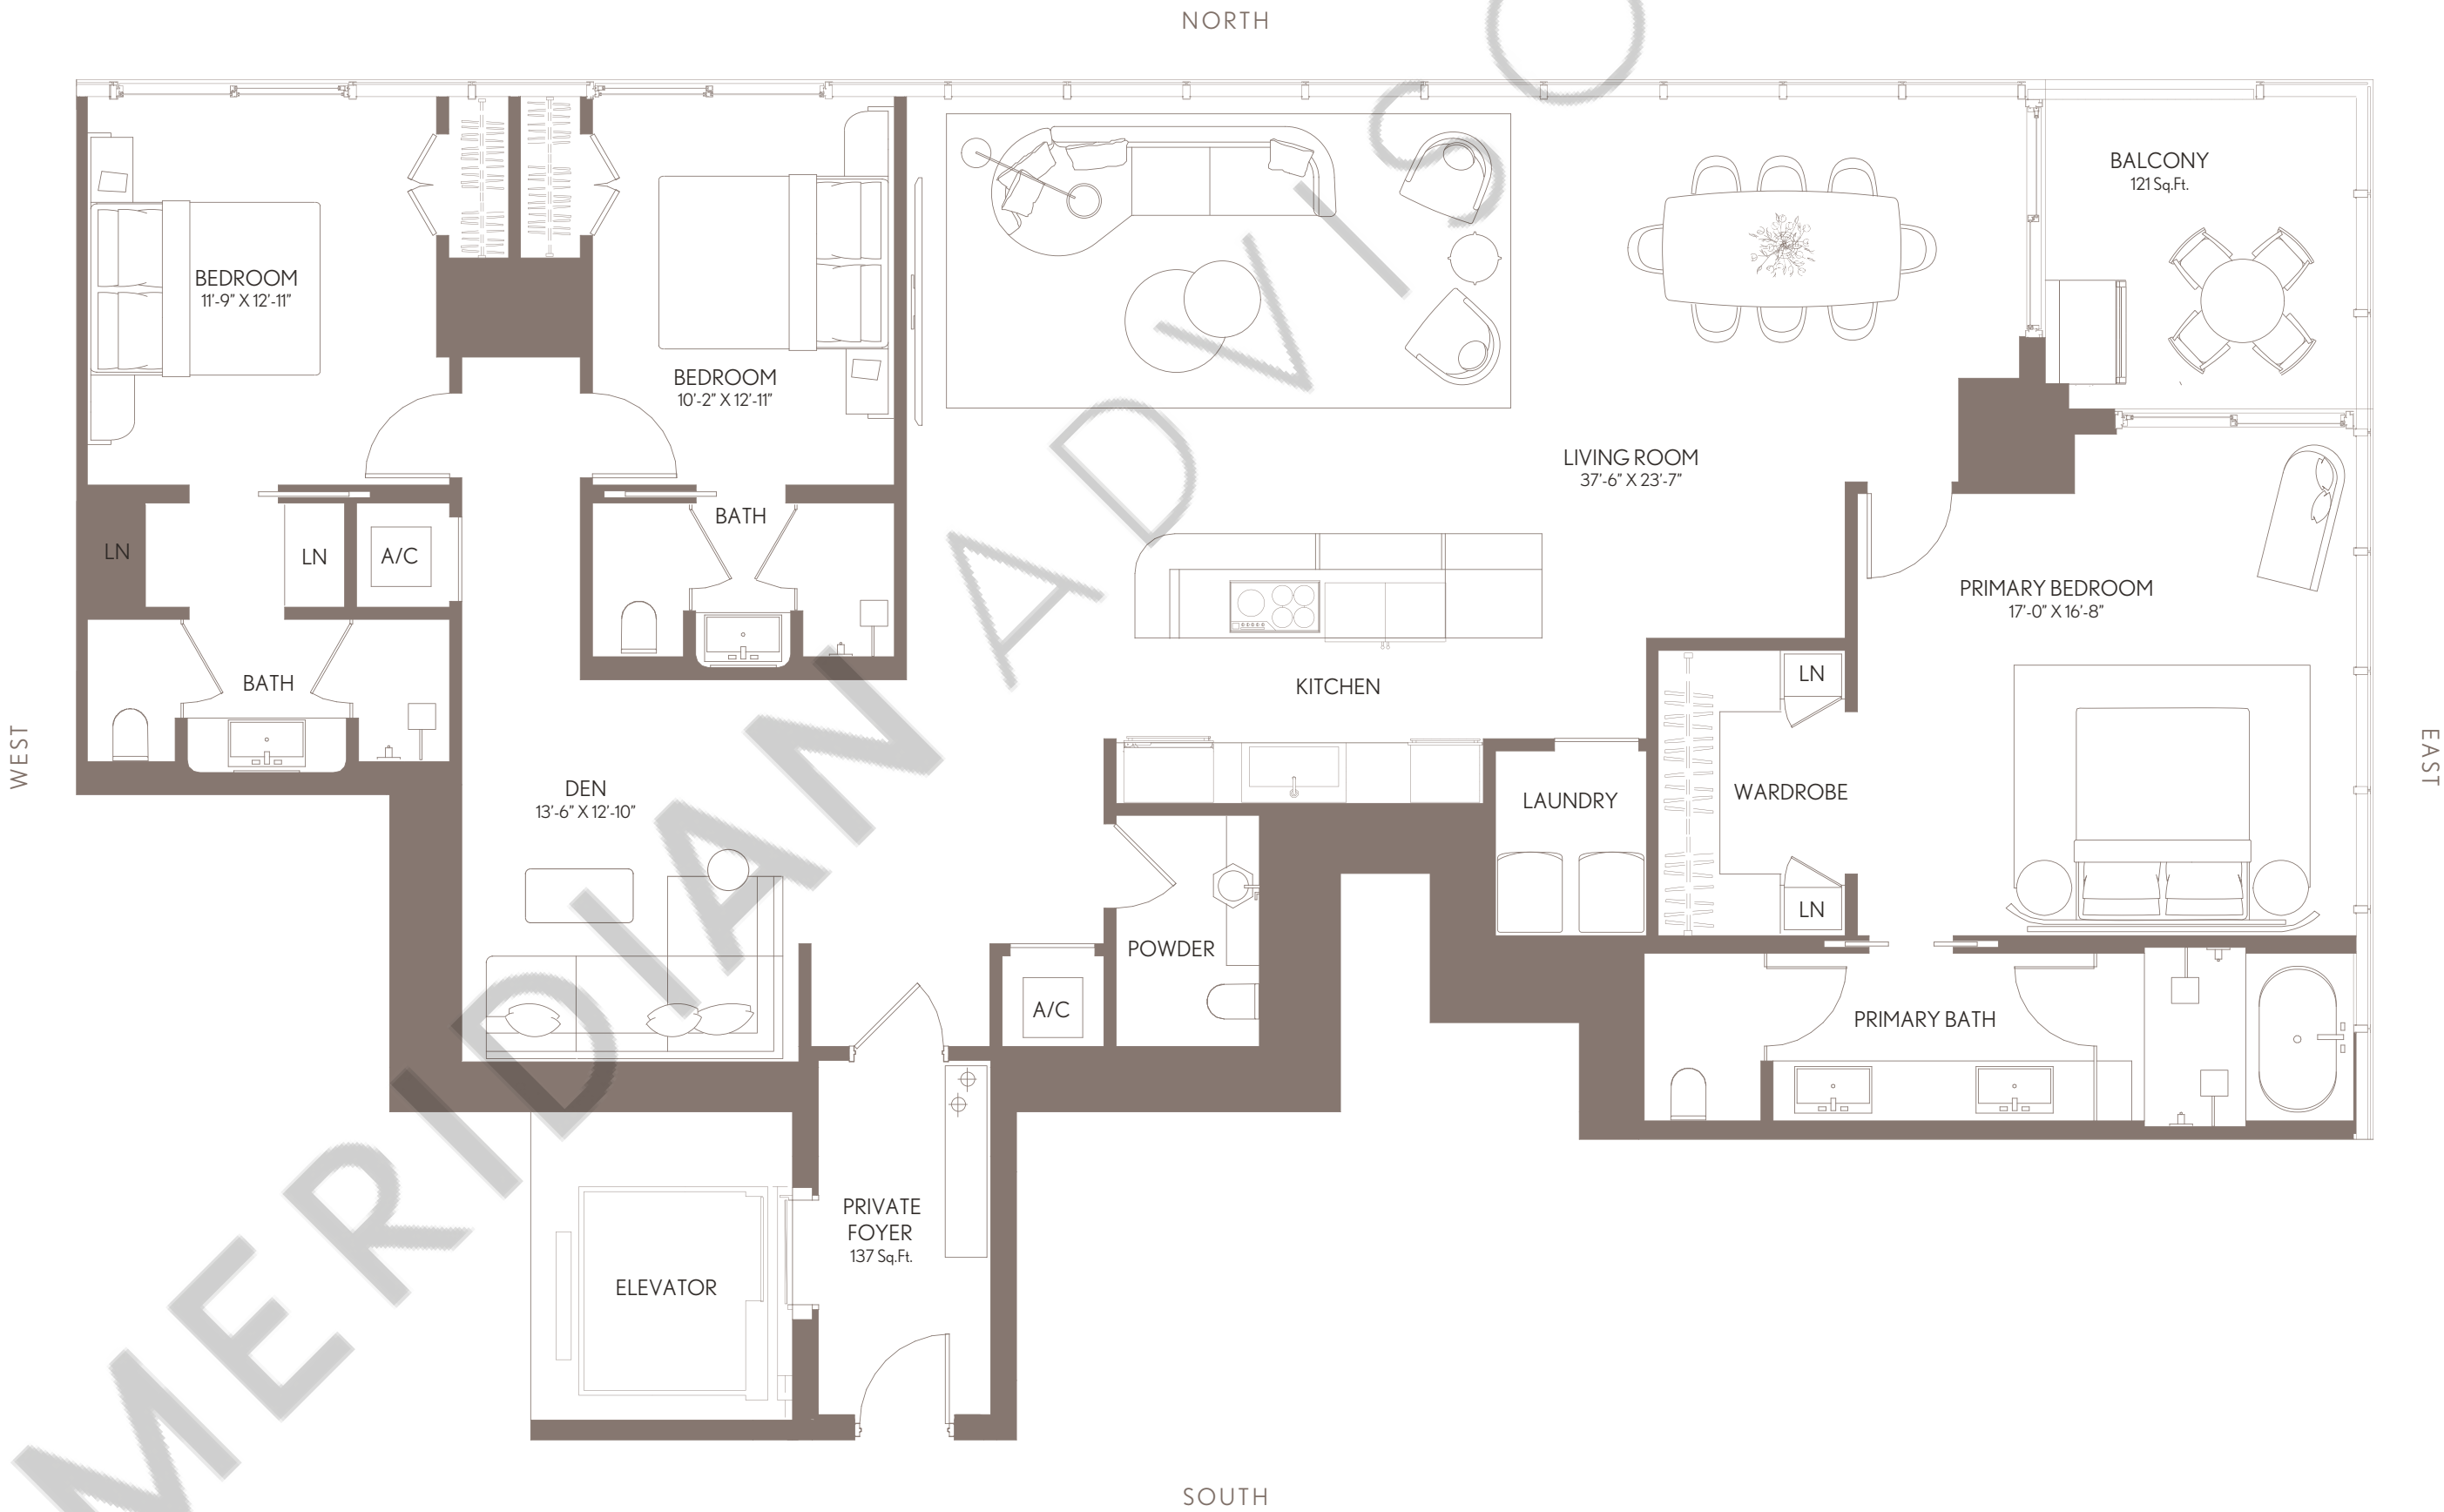 NORTH
BALCONY
121 Sq.Ft.
BEDROOM
11'-9" X 12'-11"
BEDROOM
10'-2" X 12'-11"
LIVING ROOM
37'-6" X 23'-7"
BATH
LN
LN
A/C
PRIMARY BEDROOM
17'-0" X 16'-8"
BATH
KITCHEN
LN
WEST
EAST
DEN
13'-6" X 12'-10"
LAUNDRY
WARDROBE
LN
POWDER
A/C
PRIMARY BATH
PRIVATE
FOYER
137 Sq.Ft.
ELEVATOR
SOUTH
MERIDIAN ADVISO